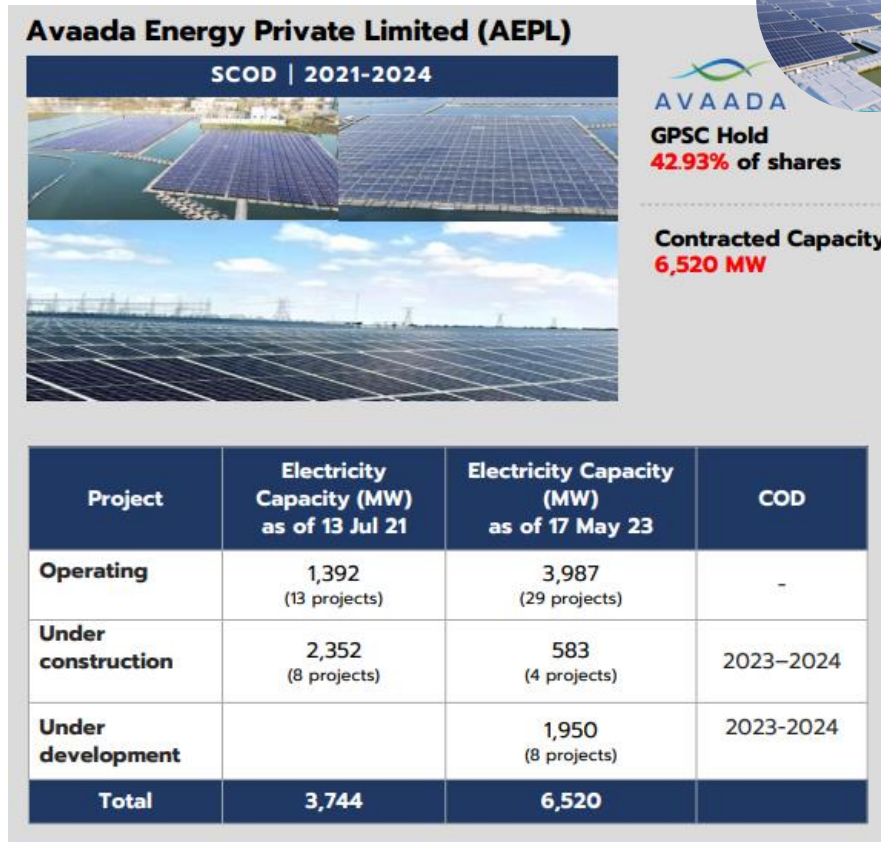 Avaada Energy Private Limited (AEPL)
SCOD | 2021-2024
AVAADA
GPSC Hold
42.93% of shares
Contracted Capacity
6,520 MW
Project
Electricity
Capacity (MW)
as of 13 Jul 21
Electricity Capacity
(MW)
as of 17 May 23
COD
Operating
1,392
(13 projects)
3,987
(29 projects)
-
Under
construction
2,352
(8 projects)
583
(4 projects)
2023–2024
Under
development
1,950
(8 projects)
2023-2024
Total
3,744
6,520